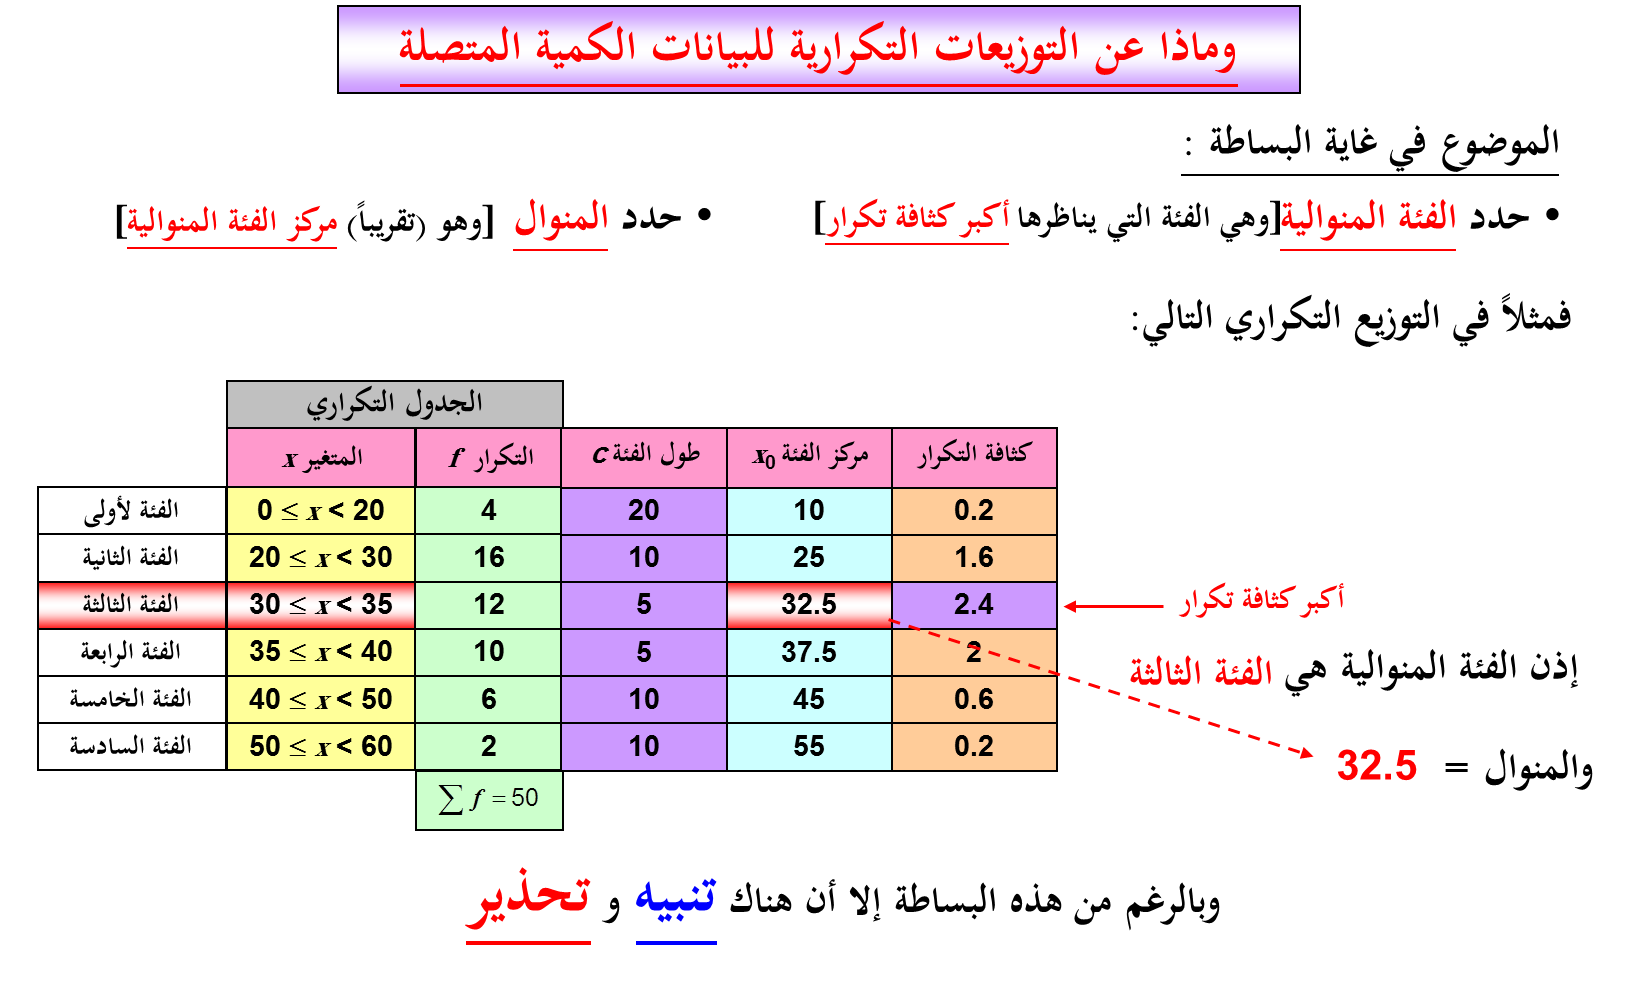 وماذا عن التوزيعات التكرارية للبيانات الكمية المتصلة
الموضوع في غاية البساطة :
• حدد الفئة المنوالية [وهي الفئة التي يناظرها أكبر كثافة تكرار]
• حدد المنوال [وهو (تقريباً) مركز الفئة المنوالية]
فمثلاً في التوزيع التكراري التالي:
الجدول التكراري
المتغير x التكرار f طول الفئة C مركز الفئة x₀ كثافة التكرار
الفئة لأولى 0 ≤ x < 20 4 20 10 0.2
الفئة الثانية 20 ≤ x < 30 16 10 25 1.6
الفئة الثالثة 30 ≤ x < 35 12 5 32.5 2.4
الفئة الرابعة 35 ≤ x < 40 10 5 37.5 2
الفئة الخامسة 40 ≤ x < 50 6 10 45 0.6
الفئة السادسة 50 ≤ x < 60 2 10 55 0.2
∑ f = 50
أكبر كثافة تكرار
إذن الفئة المنوالية هي الفئة الثالثة
والمنوال = 32.5
وبالرغم من هذه البساطة إلا أن هناك تنبيه و تحذير